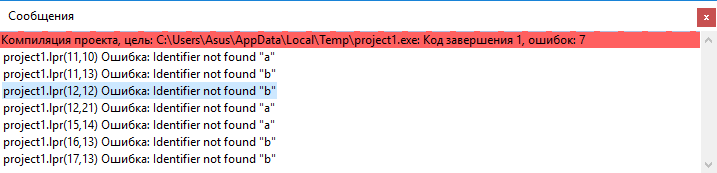 Сообщения
x
Компиляция проекта, цель: C:\Users\Asus\AppData\Local\Temp\project1.exe: Код завершения 1, ошибок: 7
project1.lpr(11,10) Ошибка: Identifier not found "a"
project1.lpr(11,13) Ошибка: Identifier not found "b"
project1.lpr(12,12) Ошибка: Identifier not found "b"
project1.lpr(12,21) Ошибка: Identifier not found "a"
project1.lpr(15,14) Ошибка: Identifier not found "a"
project1.lpr(16,13) Ошибка: Identifier not found "b"
project1.lpr(17,13) Ошибка: Identifier not found "b"